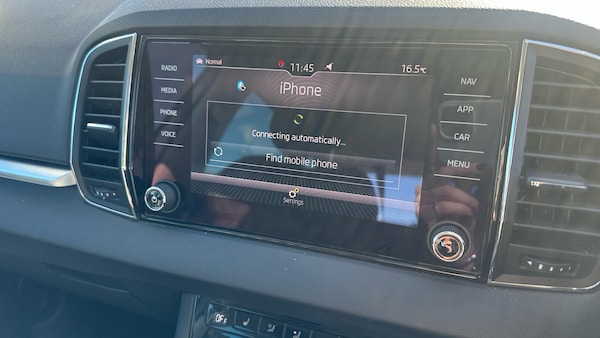 RADIO
MEDIA
PHONE
VOICE
Normal
11:45
16.5°C
iPhone
Connecting automatically...
Find mobile phone
Settings
NAV
APP
CAR
MENU
OFF